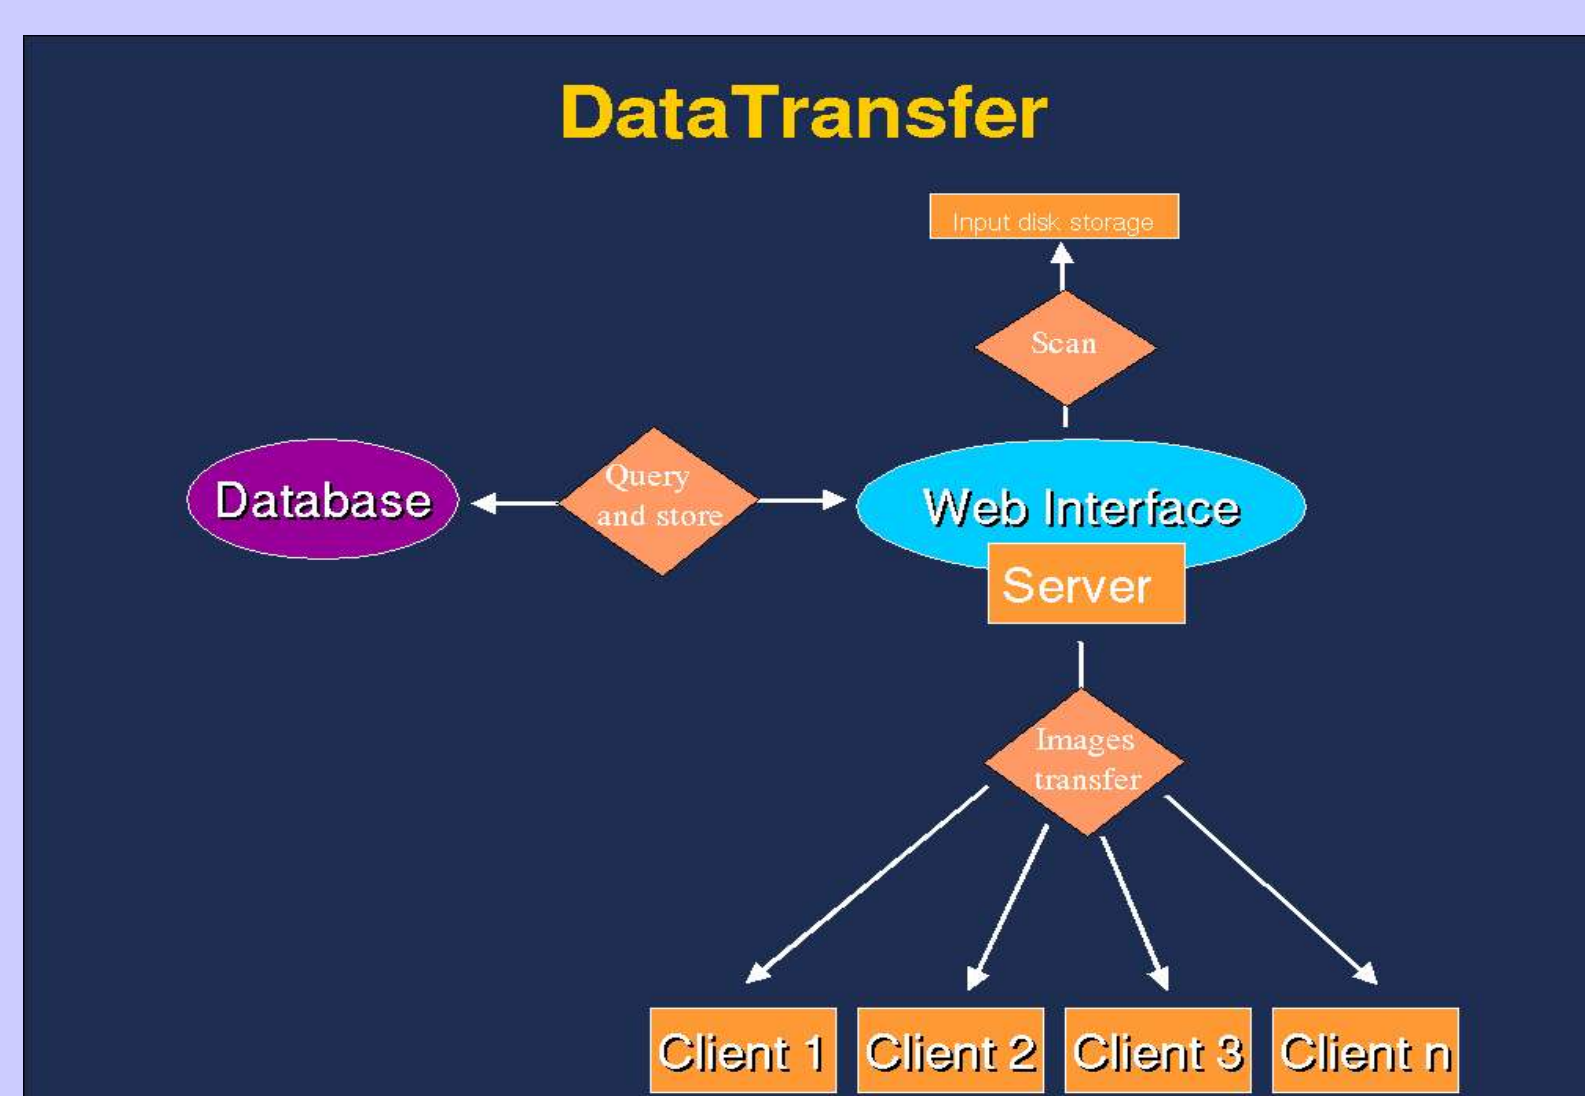 DataTransfer
Input disk storage
Scan
Database
Query
and store
Web Interface
Server
Images
transfer
Client 1
Client 2
Client 3
Client n